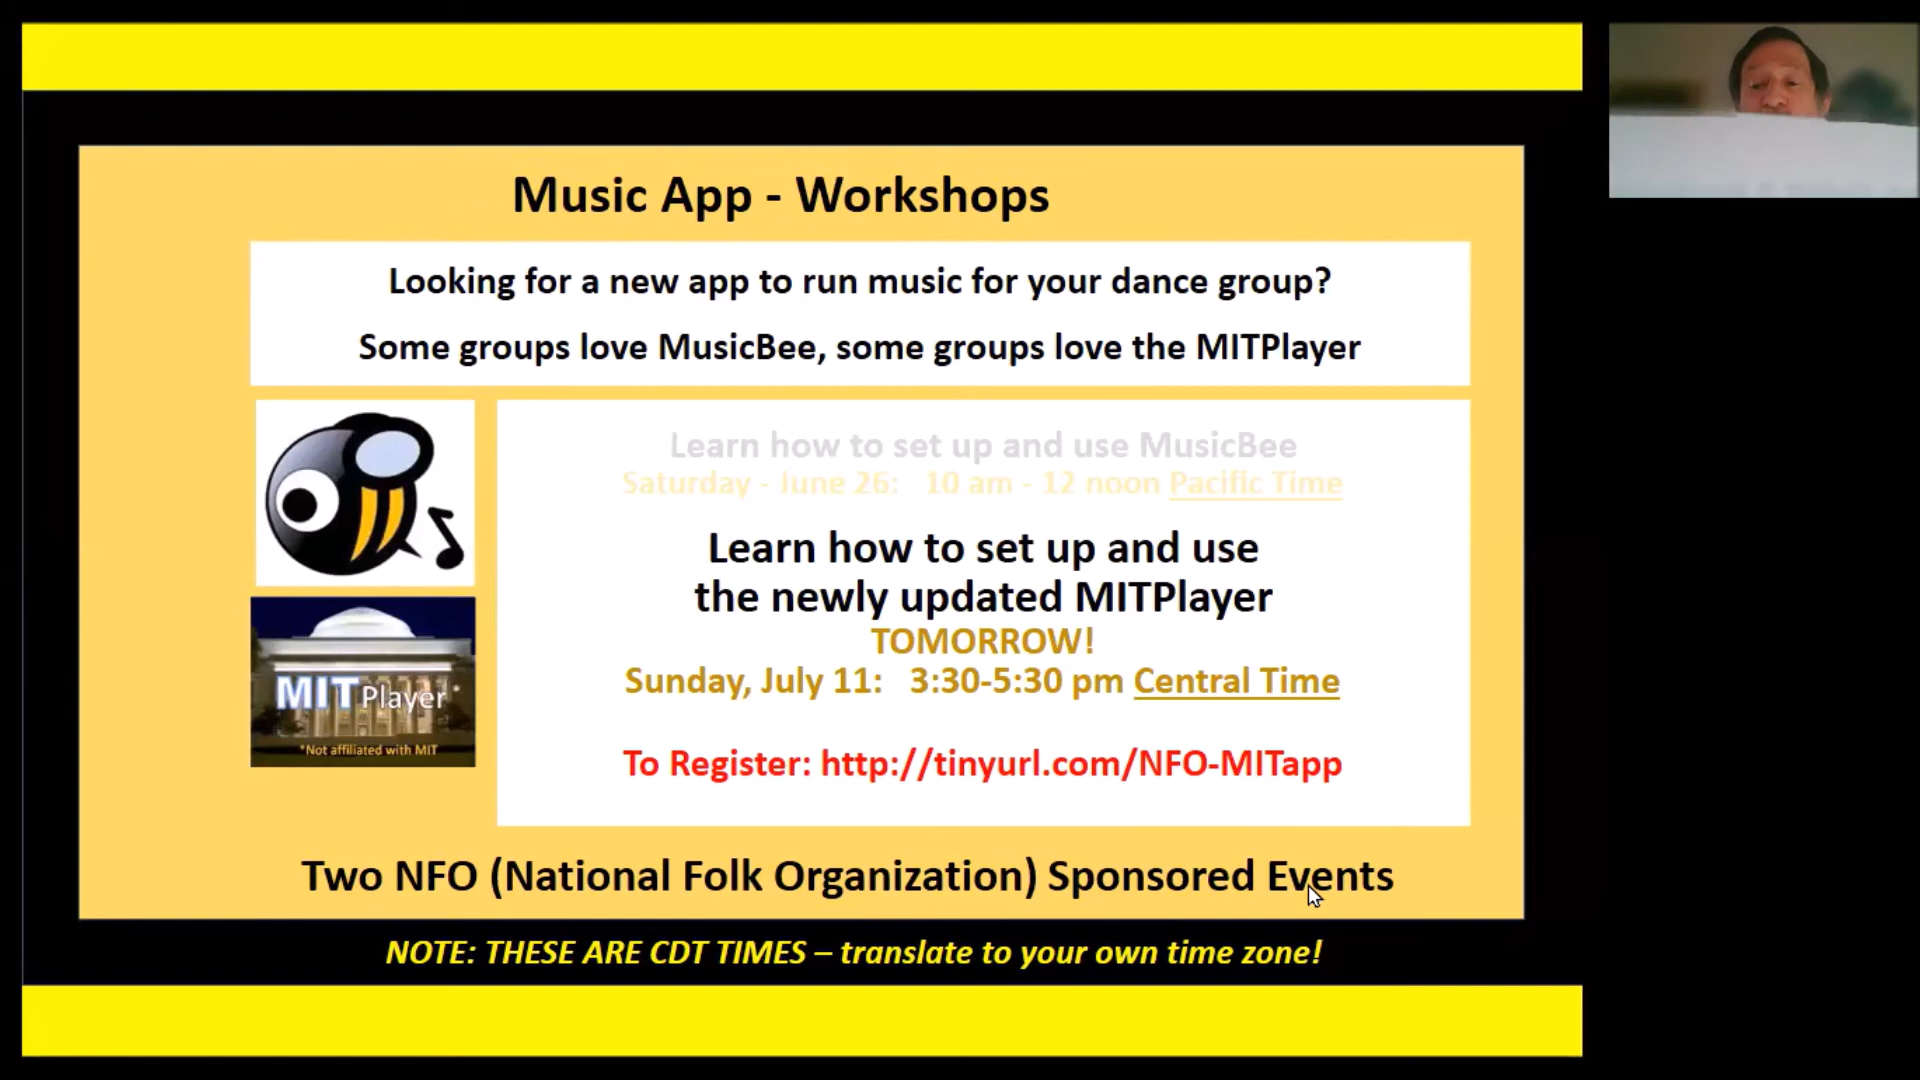 Music App - Workshops
Looking for a new app to run music for your dance group?
Some groups love MusicBee, some groups love the MITPlayer
Learn how to set up and use MusicBee
Saturday - June 26:   10 am - 12 noon Pacific Time
Learn how to set up and use
the newly updated MITPlayer
TOMORROW!
Sunday, July 11:   3:30-5:30 pm Central Time
MIT Player*
*Not affiliated with MIT
To Register: http://tinyurl.com/NFO-MITapp
Two NFO (National Folk Organization) Sponsored Events
NOTE: THESE ARE CDT TIMES – translate to your own time zone!